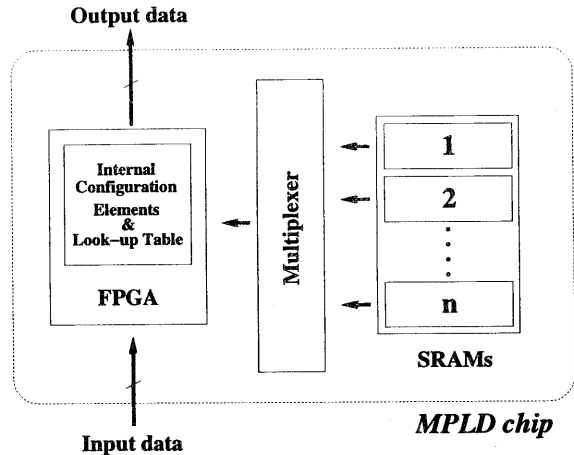 Output data
Internal
Configuration
Elements
&
Look-up Table
FPGA
Multiplexer
1
2
n
SRAMs
MPLD chip
Input data